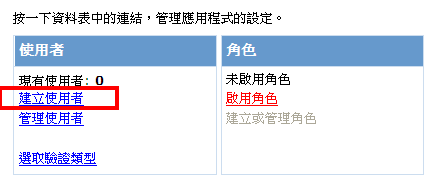 按一下資料表中的連結，管理應用程式的設定。
使用者
現有使用者: 0
建立使用者
管理使用者
選取驗證類型
角色
未啟用角色
啟用角色
建立或管理角色